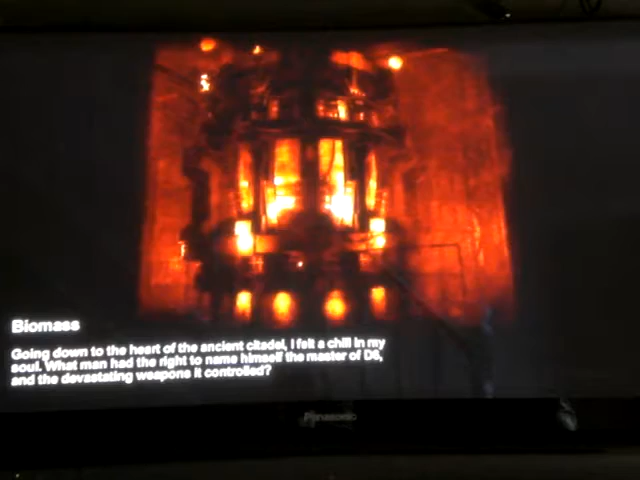 Biomass
Going down to the heart of the ancient citadel, I felt a chill in my
soul. What man had the right to name himself the master of D6,
and the devastating weapons it controlled?
Panasonic